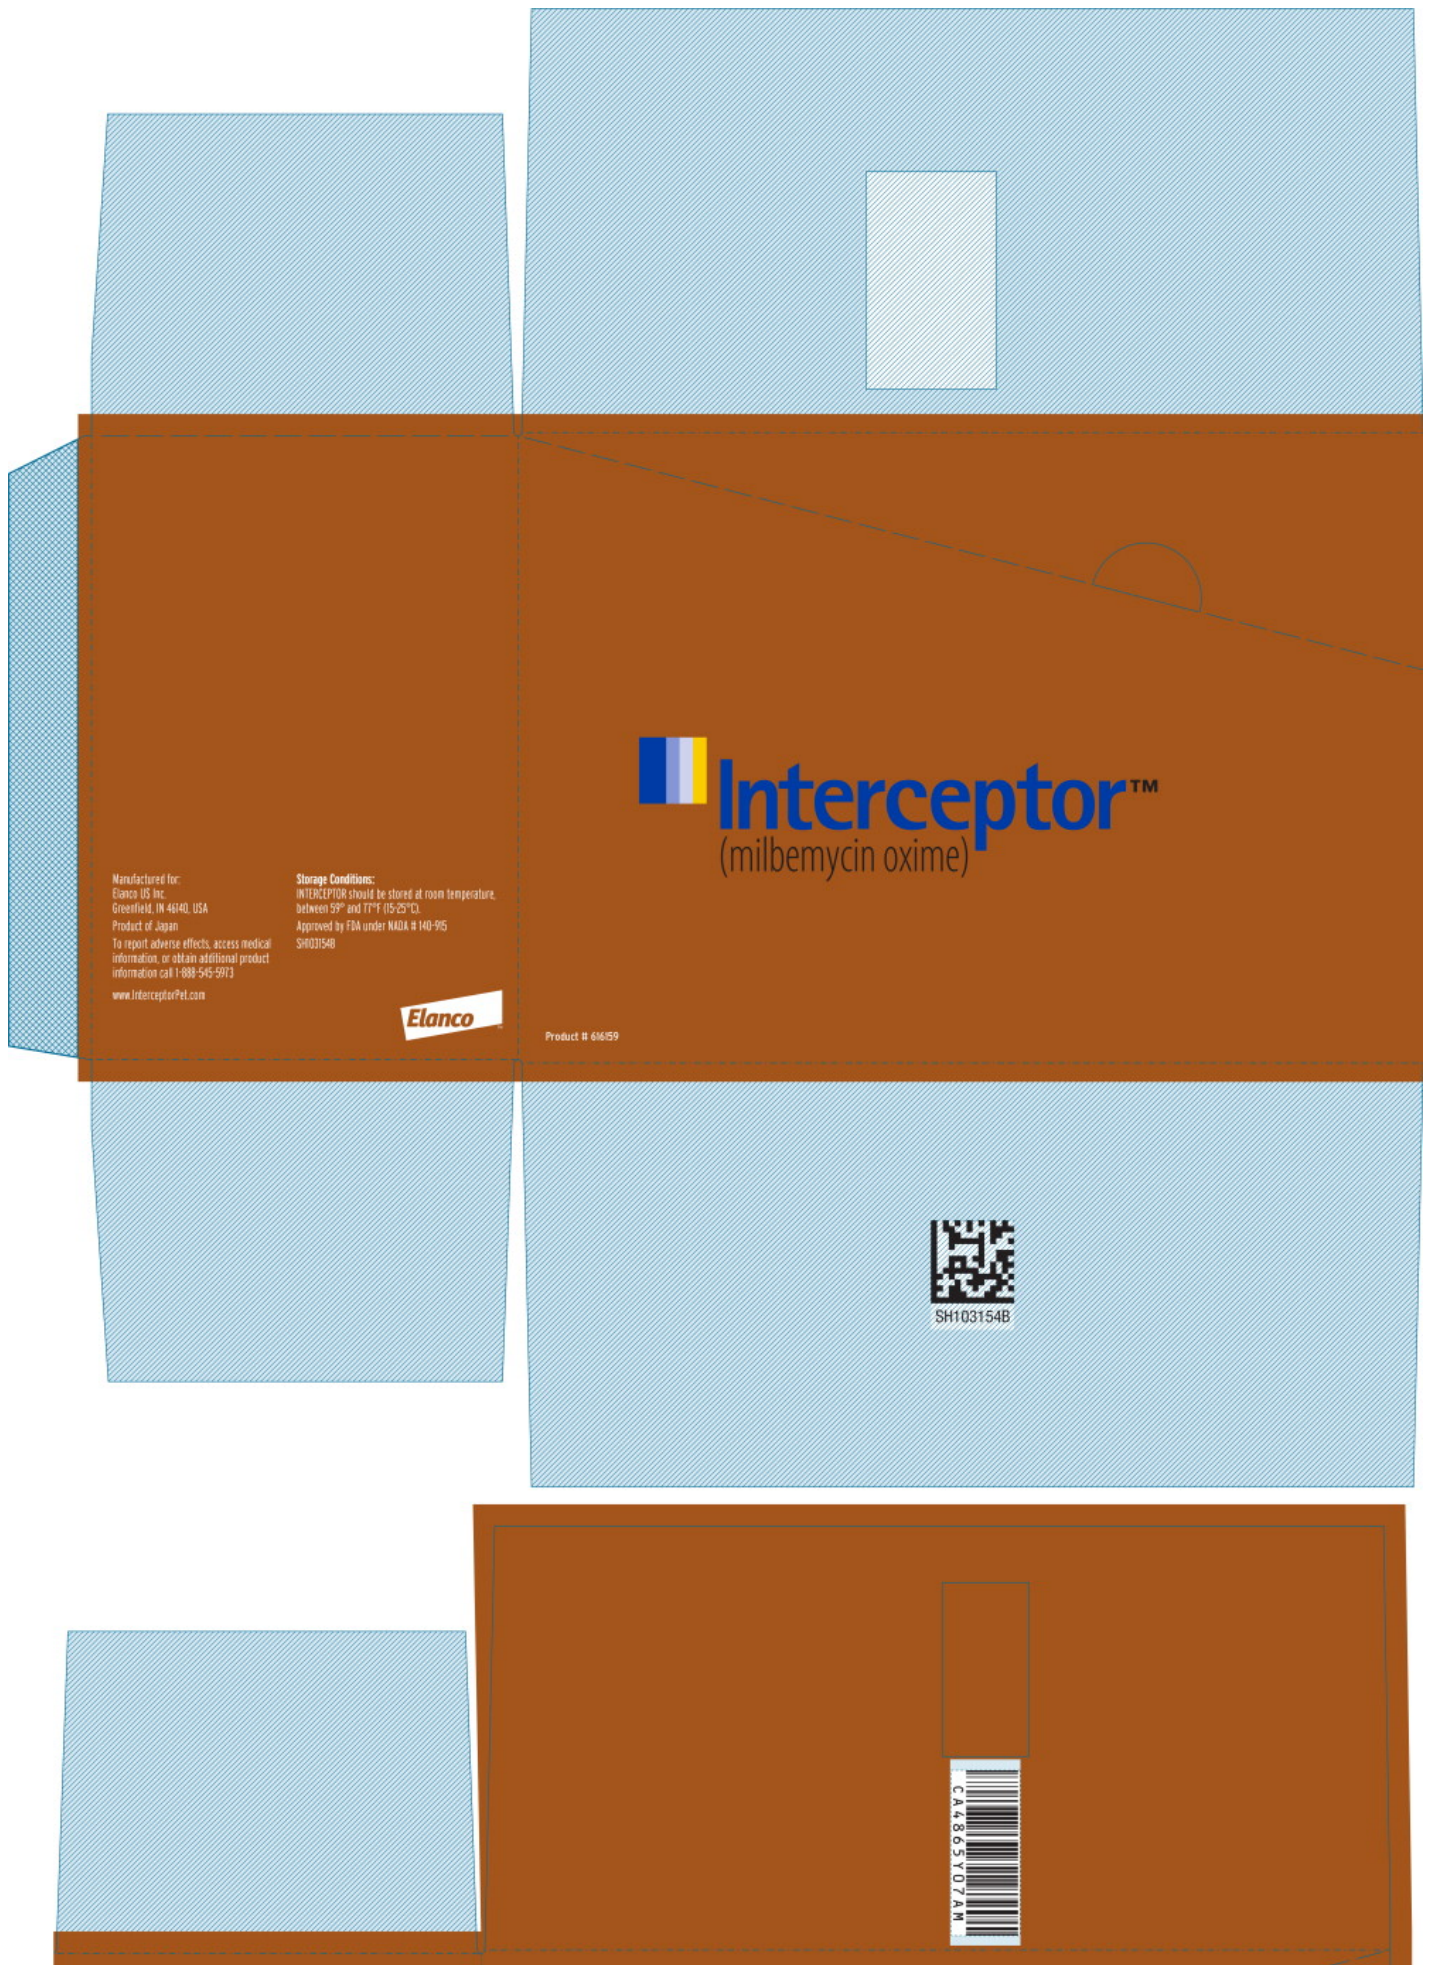 Interceptor™
(milbemycin oxime)
Manufactured for:
Elanco US Inc.
Greenfield, IN 46140, USA
Product of Japan
To report adverse effects, access medical
information, or obtain additional product
information call 1-888-545-5973
www.InterceptorPet.com
Storage Conditions:
INTERCEPTOR should be stored at room temperature,
between 59° and 77°F (15-25°C).
Approved by FDA under NADA # 140-915
SH103154B
Elanco
Product # 616159
SH103154B
CA4865Y07AM